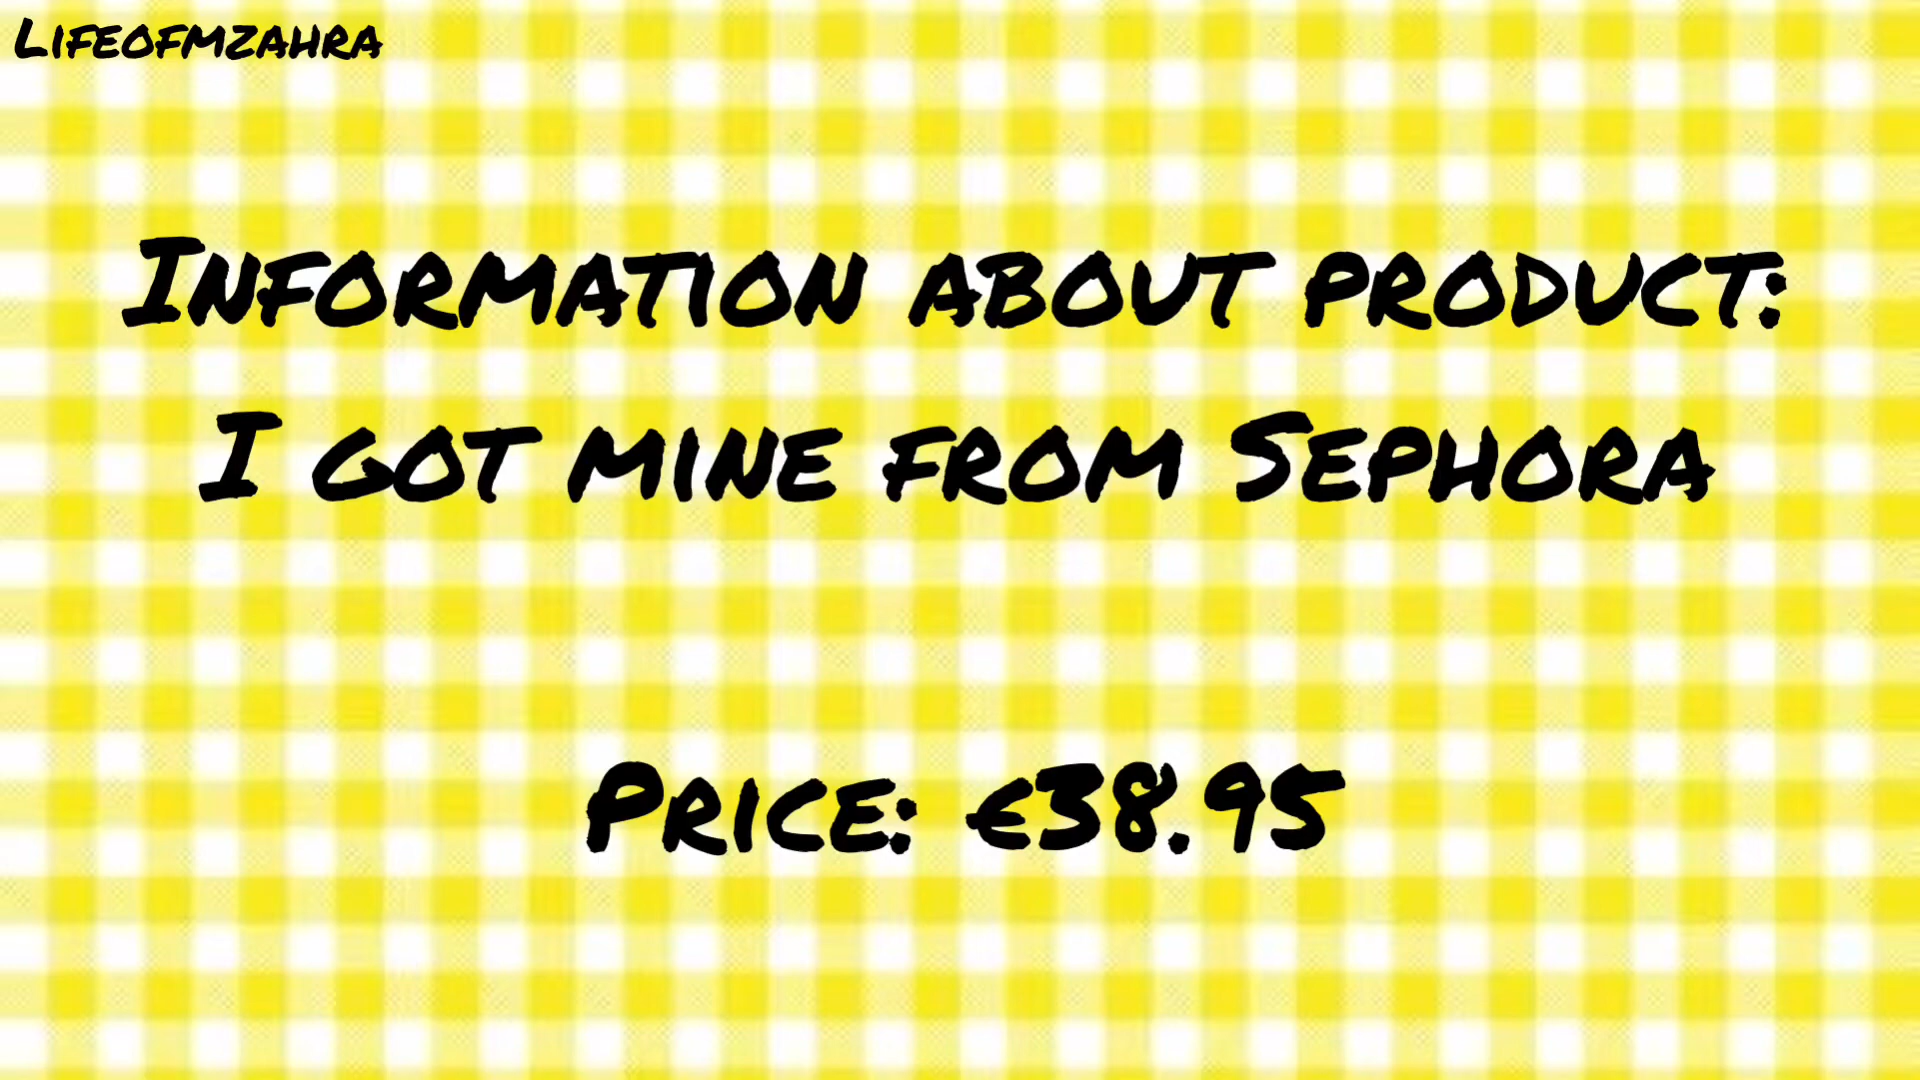 Lifeofmzahra
Information about product:
I got mine from Sephora
Price: €38.95